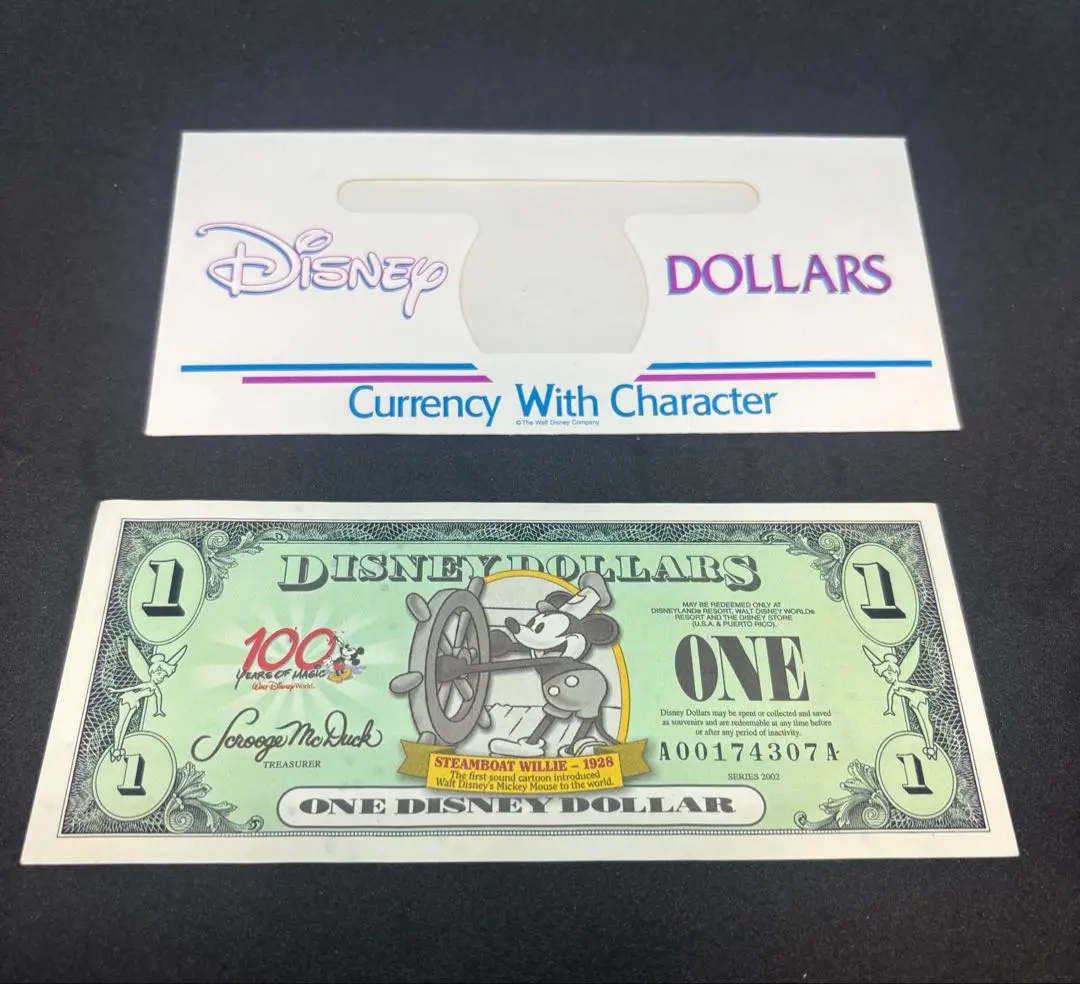 Disney DOLLARS
Currency With Character
© The Walt Disney Company
1 DISNEY DOLLARS 1
MAY BE REDEEMED ONLY AT
DISNEYLAND® RESORT, WALT DISNEY WORLD®
RESORT AND THE DISNEY STORE
(U.S.A. & PUERTO RICO).
100
YEARS OF MAGIC
Walt Disney World.
ONE
Disney Dollars may be spent or collected and saved
as souvenirs and are redeemable at any time before
or after any period of inactivity.
Scrooge McDuck
TREASURER
A00174307A
SERIES 2002
STEAMBOAT WILLIE – 1928
The first sound cartoon introduced
Walt Disney's Mickey Mouse to the world.
1 ONE DISNEY DOLLAR 1